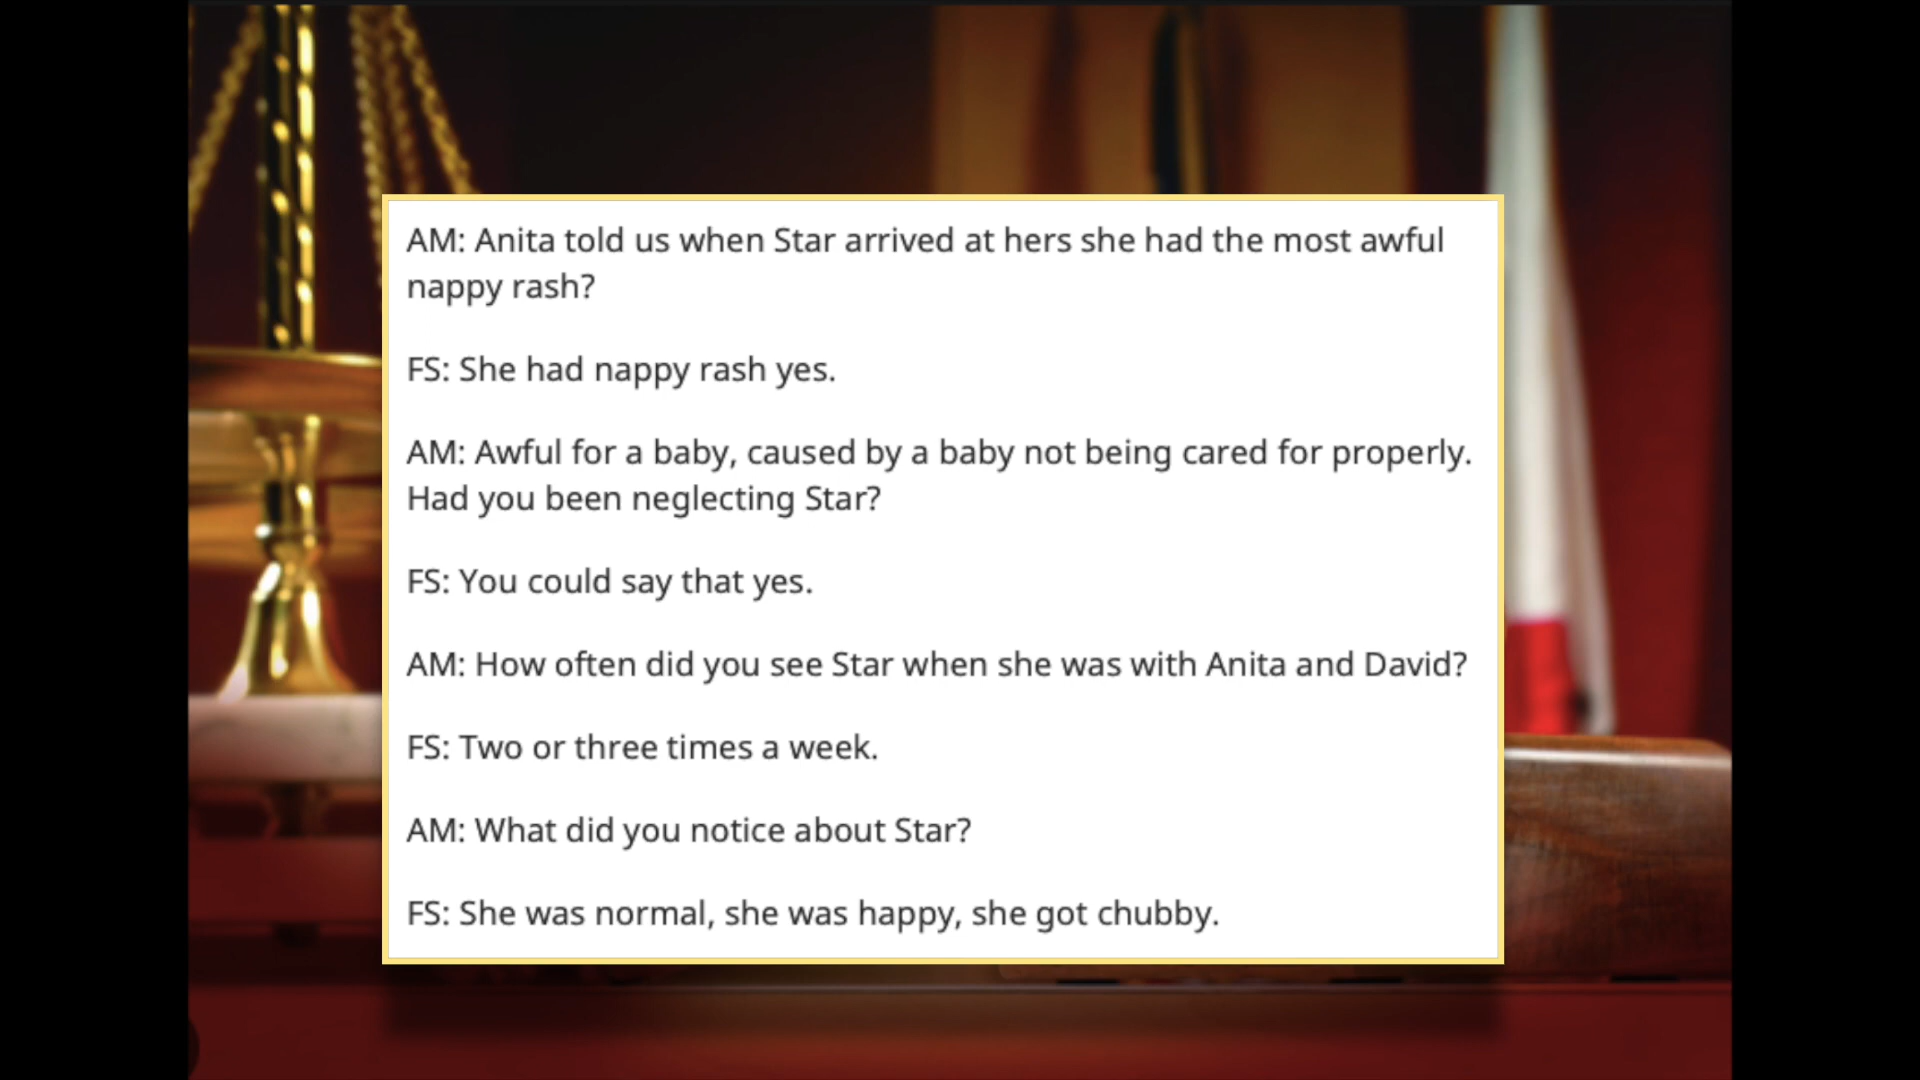 AM: Anita told us when Star arrived at hers she had the most awful
nappy rash?
FS: She had nappy rash yes.
AM: Awful for a baby, caused by a baby not being cared for properly.
Had you been neglecting Star?
FS: You could say that yes.
AM: How often did you see Star when she was with Anita and David?
FS: Two or three times a week.
AM: What did you notice about Star?
FS: She was normal, she was happy, she got chubby.